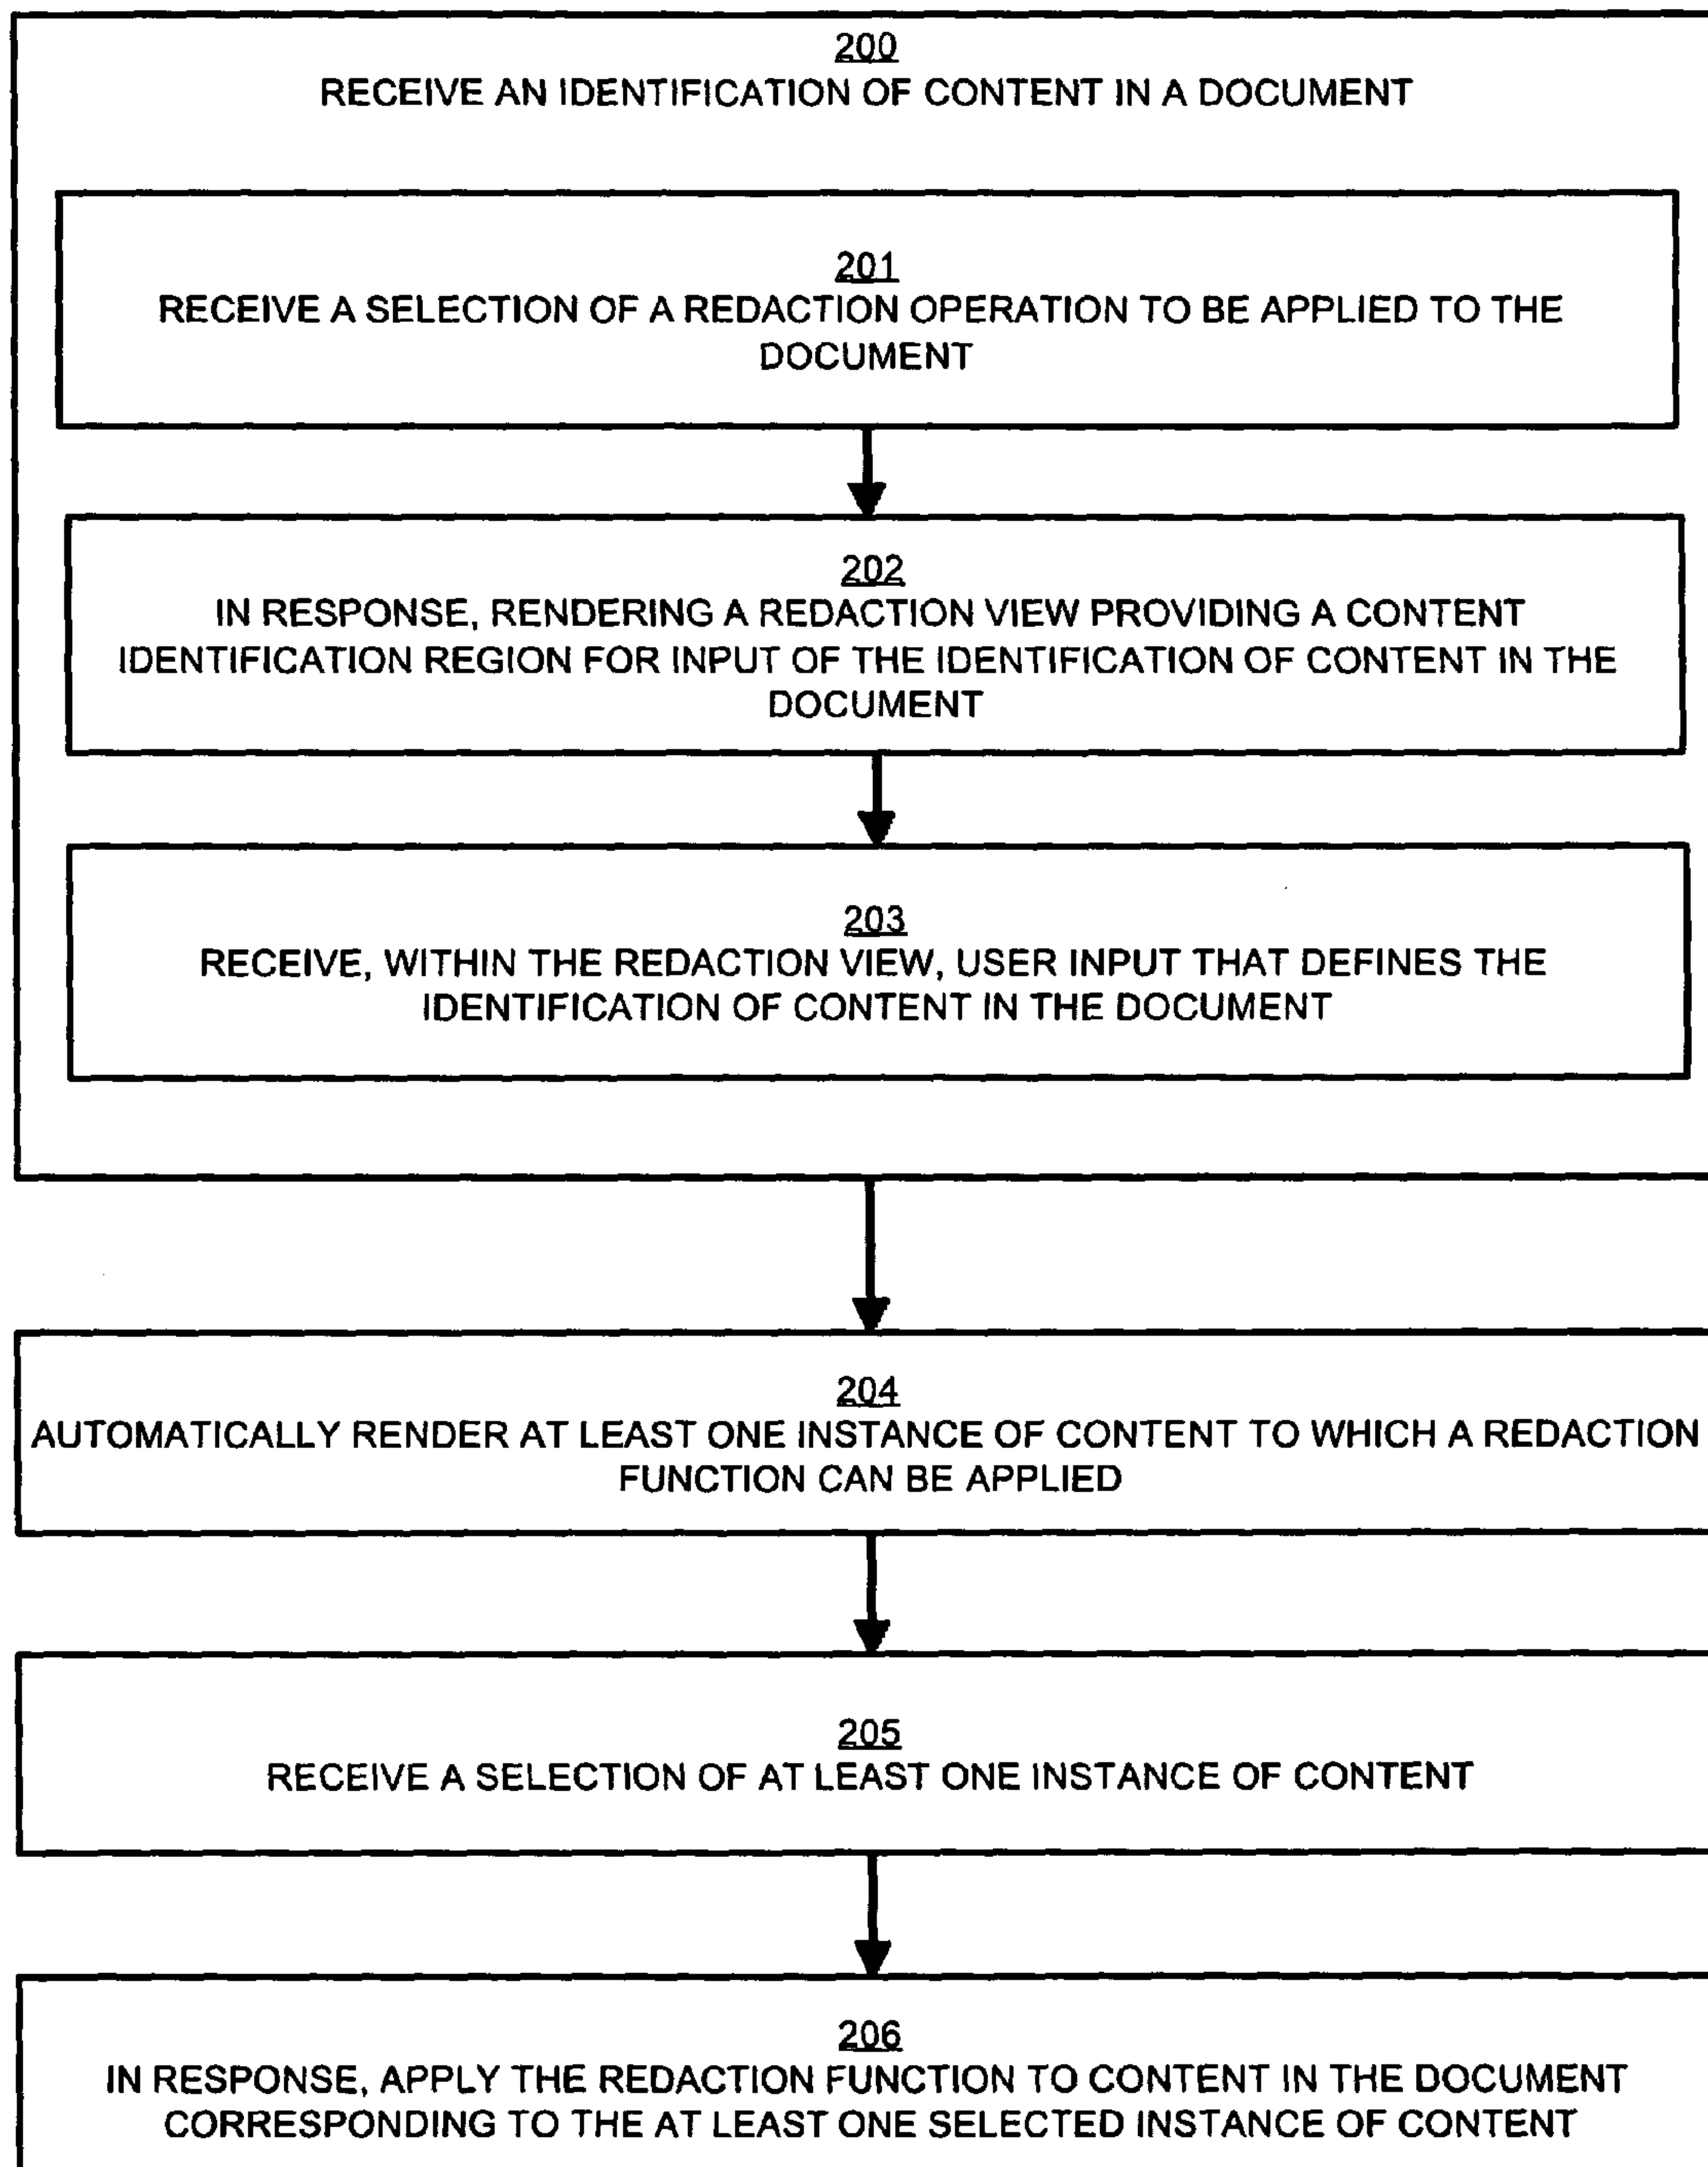 200
RECEIVE AN IDENTIFICATION OF CONTENT IN A DOCUMENT
201
RECEIVE A SELECTION OF A REDACTION OPERATION TO BE APPLIED TO THE
DOCUMENT
202
IN RESPONSE, RENDERING A REDACTION VIEW PROVIDING A CONTENT
IDENTIFICATION REGION FOR INPUT OF THE IDENTIFICATION OF CONTENT IN THE
DOCUMENT
203
RECEIVE, WITHIN THE REDACTION VIEW, USER INPUT THAT DEFINES THE
IDENTIFICATION OF CONTENT IN THE DOCUMENT
204
AUTOMATICALLY RENDER AT LEAST ONE INSTANCE OF CONTENT TO WHICH A REDACTION
FUNCTION CAN BE APPLIED
205
RECEIVE A SELECTION OF AT LEAST ONE INSTANCE OF CONTENT
206
IN RESPONSE, APPLY THE REDACTION FUNCTION TO CONTENT IN THE DOCUMENT
CORRESPONDING TO THE AT LEAST ONE SELECTED INSTANCE OF CONTENT